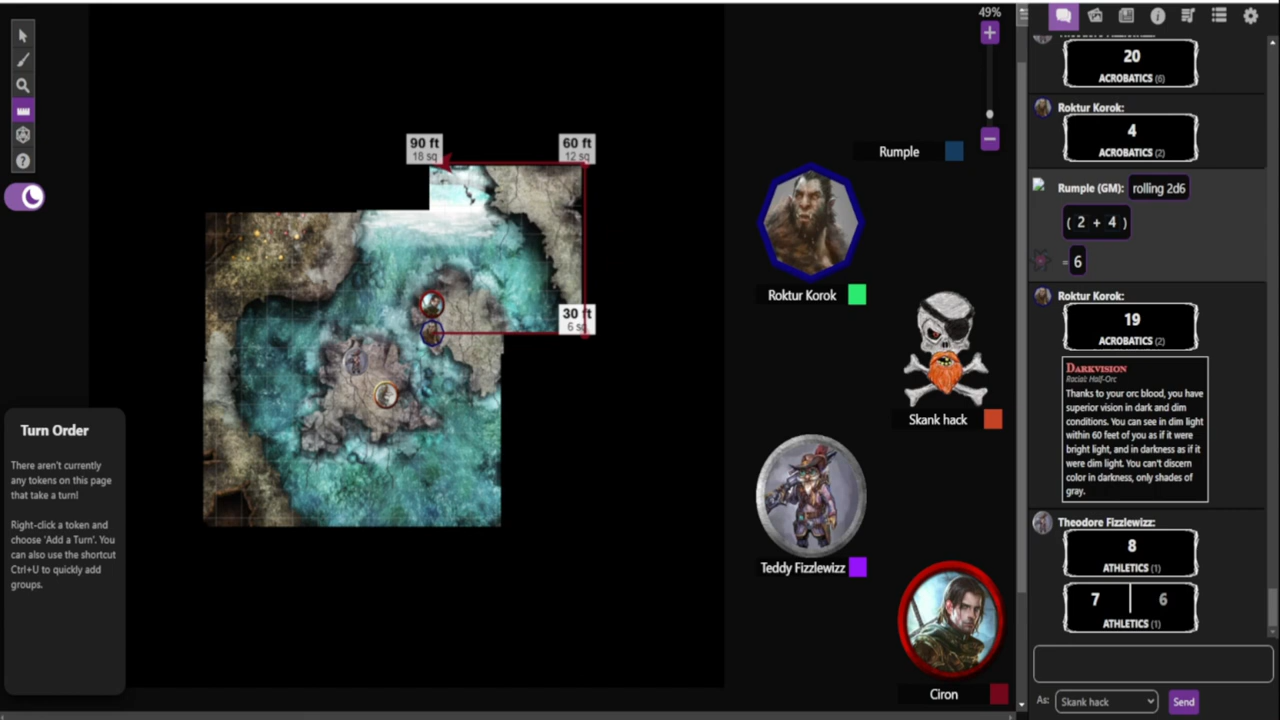 49%
90 ft
18 sq
60 ft
12 sq
30 ft
6 sq
Turn Order
There aren't currently
any tokens on this page
that take a turn!
Right-click a token and
choose 'Add a Turn'. You
can also use the shortcut
Ctrl+U to quickly add
groups.
Rumple
Roktur Korok
Skank hack
Teddy Fizzlewizz
Ciron
20
ACROBATICS (6)
Roktur Korok:
4
ACROBATICS (2)
Rumple (GM): rolling 2d6
( 2 + 4 )
= 6
Roktur Korok:
19
ACROBATICS (2)
DARKVISION
Racial: Half-Orc
Thanks to your orc blood, you have
superior vision in dark and dim
conditions. You can see in dim light
within 60 feet of you as if it were
bright light, and in darkness as if it
were dim light. You can't discern
color in darkness, only shades of
gray.
Theodore Fizzlewizz:
8
ATHLETICS (1)
7 6
ATHLETICS (1)
As: Skank hack Send